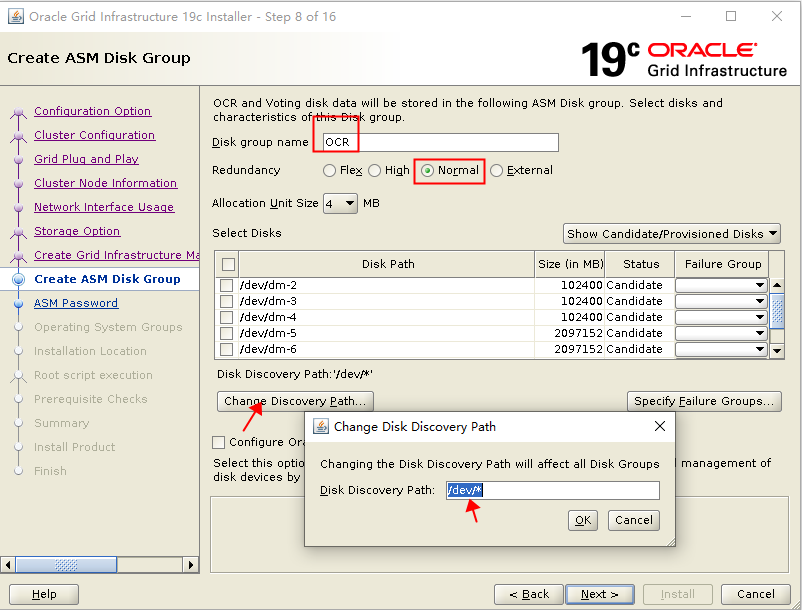 Oracle Grid Infrastructure 19c Installer - Step 8 of 16
Create ASM Disk Group
19c ORACLE
Grid Infrastructure
Configuration Option
Cluster Configuration
Grid Plug and Play
Cluster Node Information
Network Interface Usage
Storage Option
Create Grid Infrastructure Ma
Create ASM Disk Group
ASM Password
Operating System Groups
Installation Location
Root script execution
Prerequisite Checks
Summary
Install Product
Finish
OCR and Voting disk data will be stored in the following ASM Disk group. Select disks and
characteristics of this Disk group.
Disk group name OCR
Redundancy Flex High Normal External
Allocation Unit Size 4 MB
Select Disks Show Candidate/Provisioned Disks
Disk Path Size (in MB) Status Failure Group
/dev/dm-2 102400 Candidate
/dev/dm-3 102400 Candidate
/dev/dm-4 102400 Candidate
/dev/dm-5 2097152 Candidate
/dev/dm-6 2097152 Candidate
Disk Discovery Path:'/dev/*'
Change Discovery Path... Specify Failure Groups...
Configure Ora
Select this optio management of
disk devices by
Change Disk Discovery Path
Changing the Disk Discovery Path will affect all Disk Groups
Disk Discovery Path: /dev/*
OK Cancel
Help < Back Next > Install Cancel